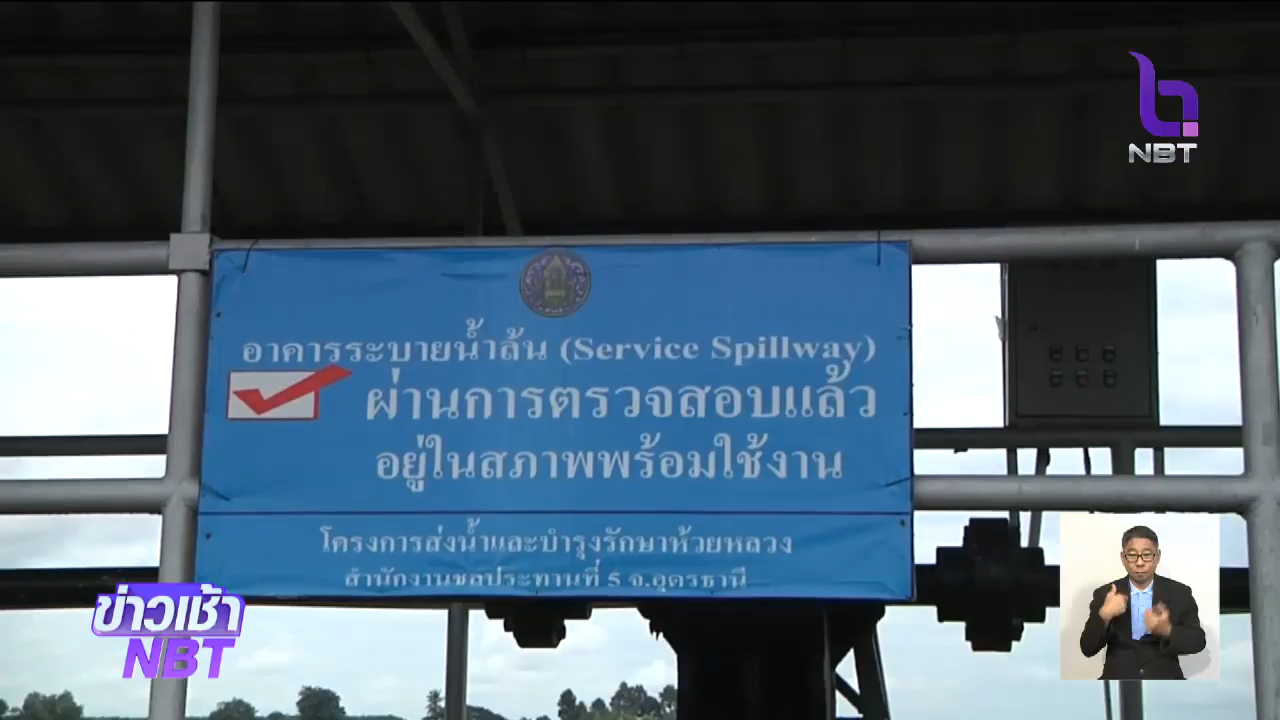 NBT
อาคารระบายน้ำล้น (Service Spillway)
ผ่านการตรวจสอบแล้ว
อยู่ในสภาพพร้อมใช้งาน
โครงการส่งน้ำและบำรุงรักษาห้วยหลวง
สำนักงานชลประทานที่ 5 จ.อุดรธานี
ข่าวเช้า
NBT